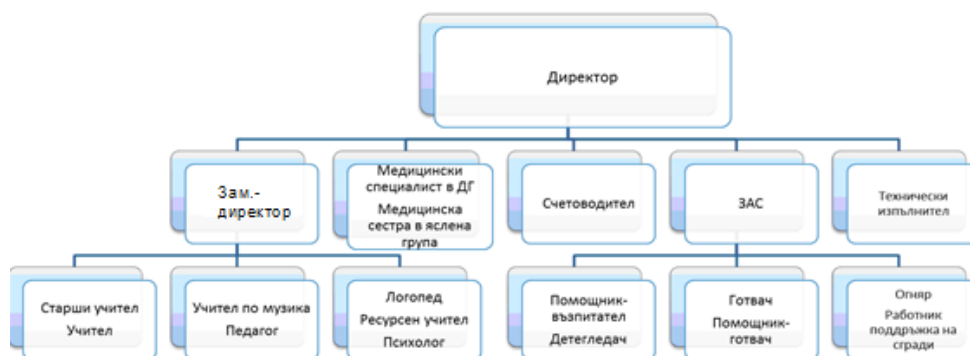 Директор
Зам.-
директор
Медицински
специалист в ДГ
Медицинска
сестра в яслена
група
Счетоводител
ЗАС
Технически
изпълнител
Старши учител
Учител
Учител по музика
Педагог
Логопед
Ресурсен учител
Психолог
Помощник-
възпитател
Детегледач
Готвач
Помощник-
готвач
Огняр
Работник
поддръжка на
сгради